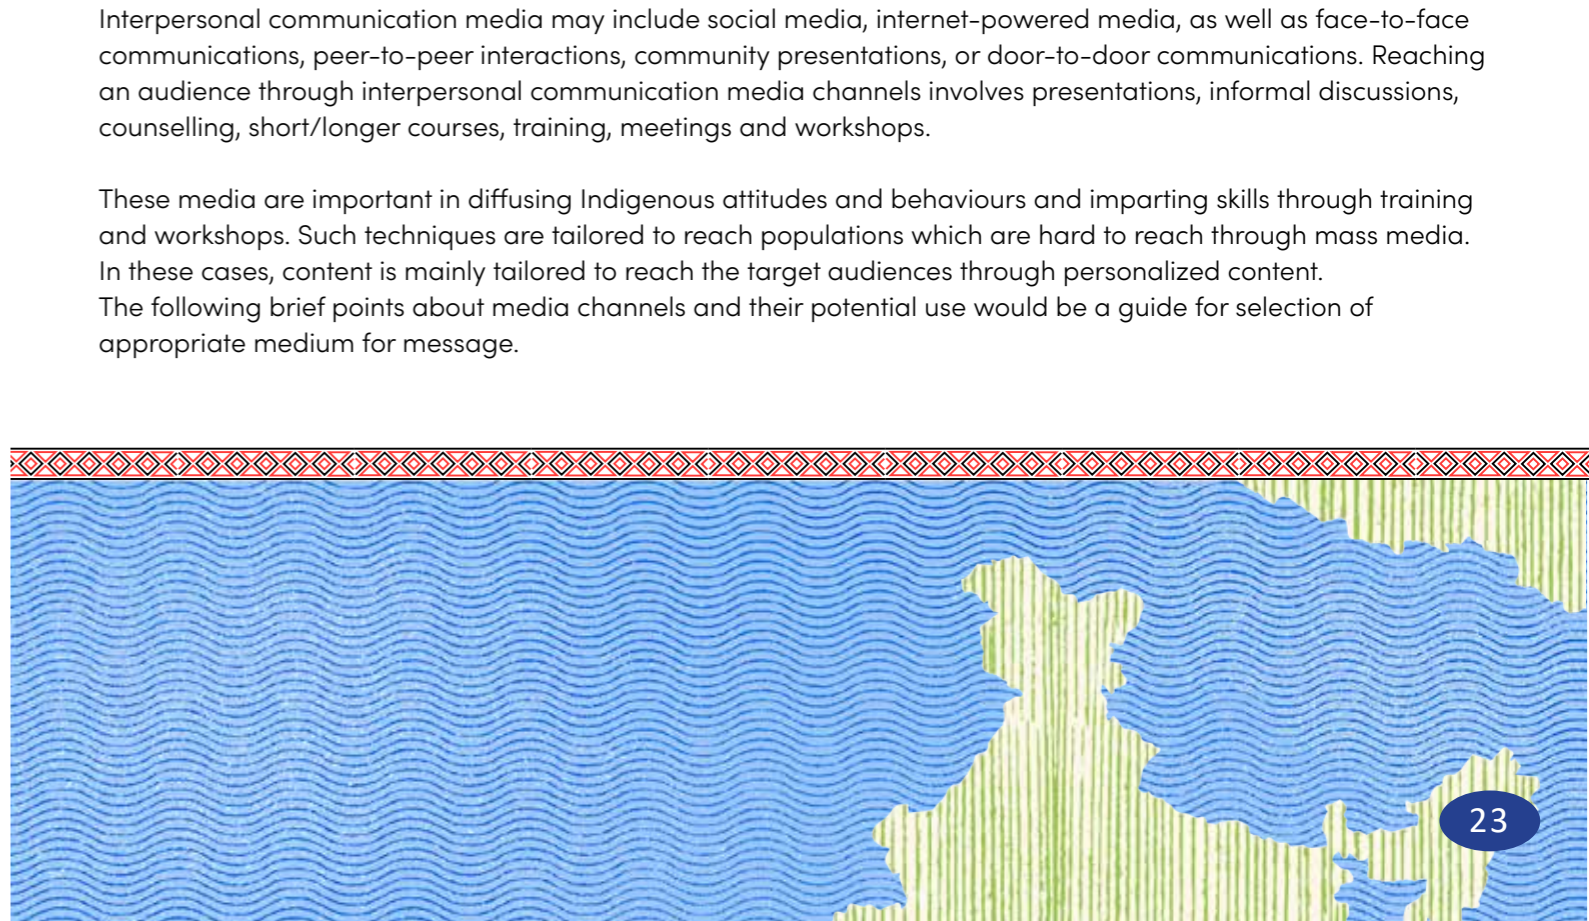 Interpersonal communication media may include social media, internet-powered media, as well as face-to-face
communications, peer-to-peer interactions, community presentations, or door-to-door communications. Reaching
an audience through interpersonal communication media channels involves presentations, informal discussions,
counselling, short/longer courses, training, meetings and workshops.
These media are important in diffusing Indigenous attitudes and behaviours and imparting skills through training
and workshops. Such techniques are tailored to reach populations which are hard to reach through mass media.
In these cases, content is mainly tailored to reach the target audiences through personalized content.
The following brief points about media channels and their potential use would be a guide for selection of
appropriate medium for message.
23